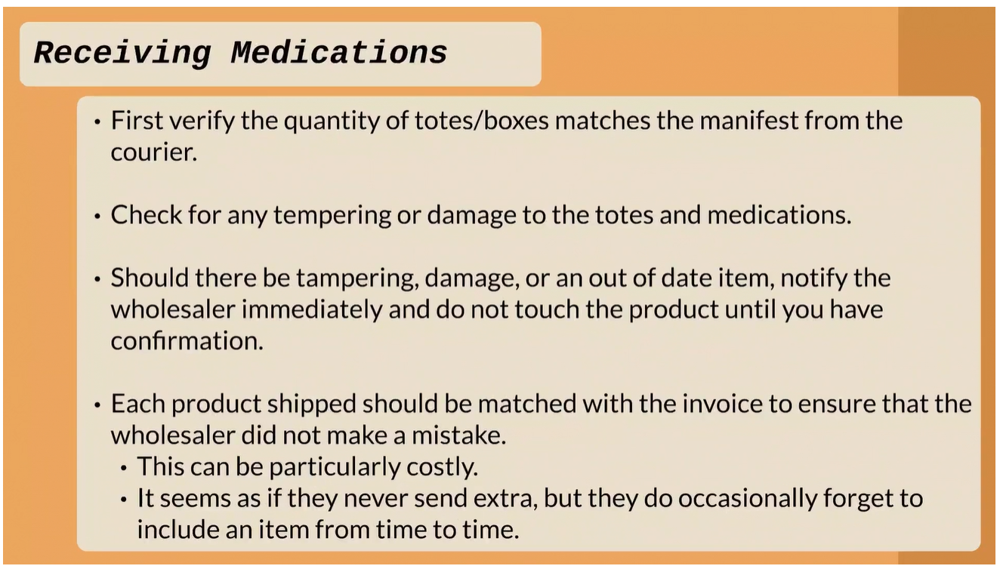 Receiving Medications
• First verify the quantity of totes/boxes matches the manifest from the
courier.
• Check for any tempering or damage to the totes and medications.
• Should there be tampering, damage, or an out of date item, notify the
wholesaler immediately and do not touch the product until you have
confirmation.
• Each product shipped should be matched with the invoice to ensure that the
wholesaler did not make a mistake.
• This can be particularly costly.
• It seems as if they never send extra, but they do occasionally forget to
include an item from time to time.